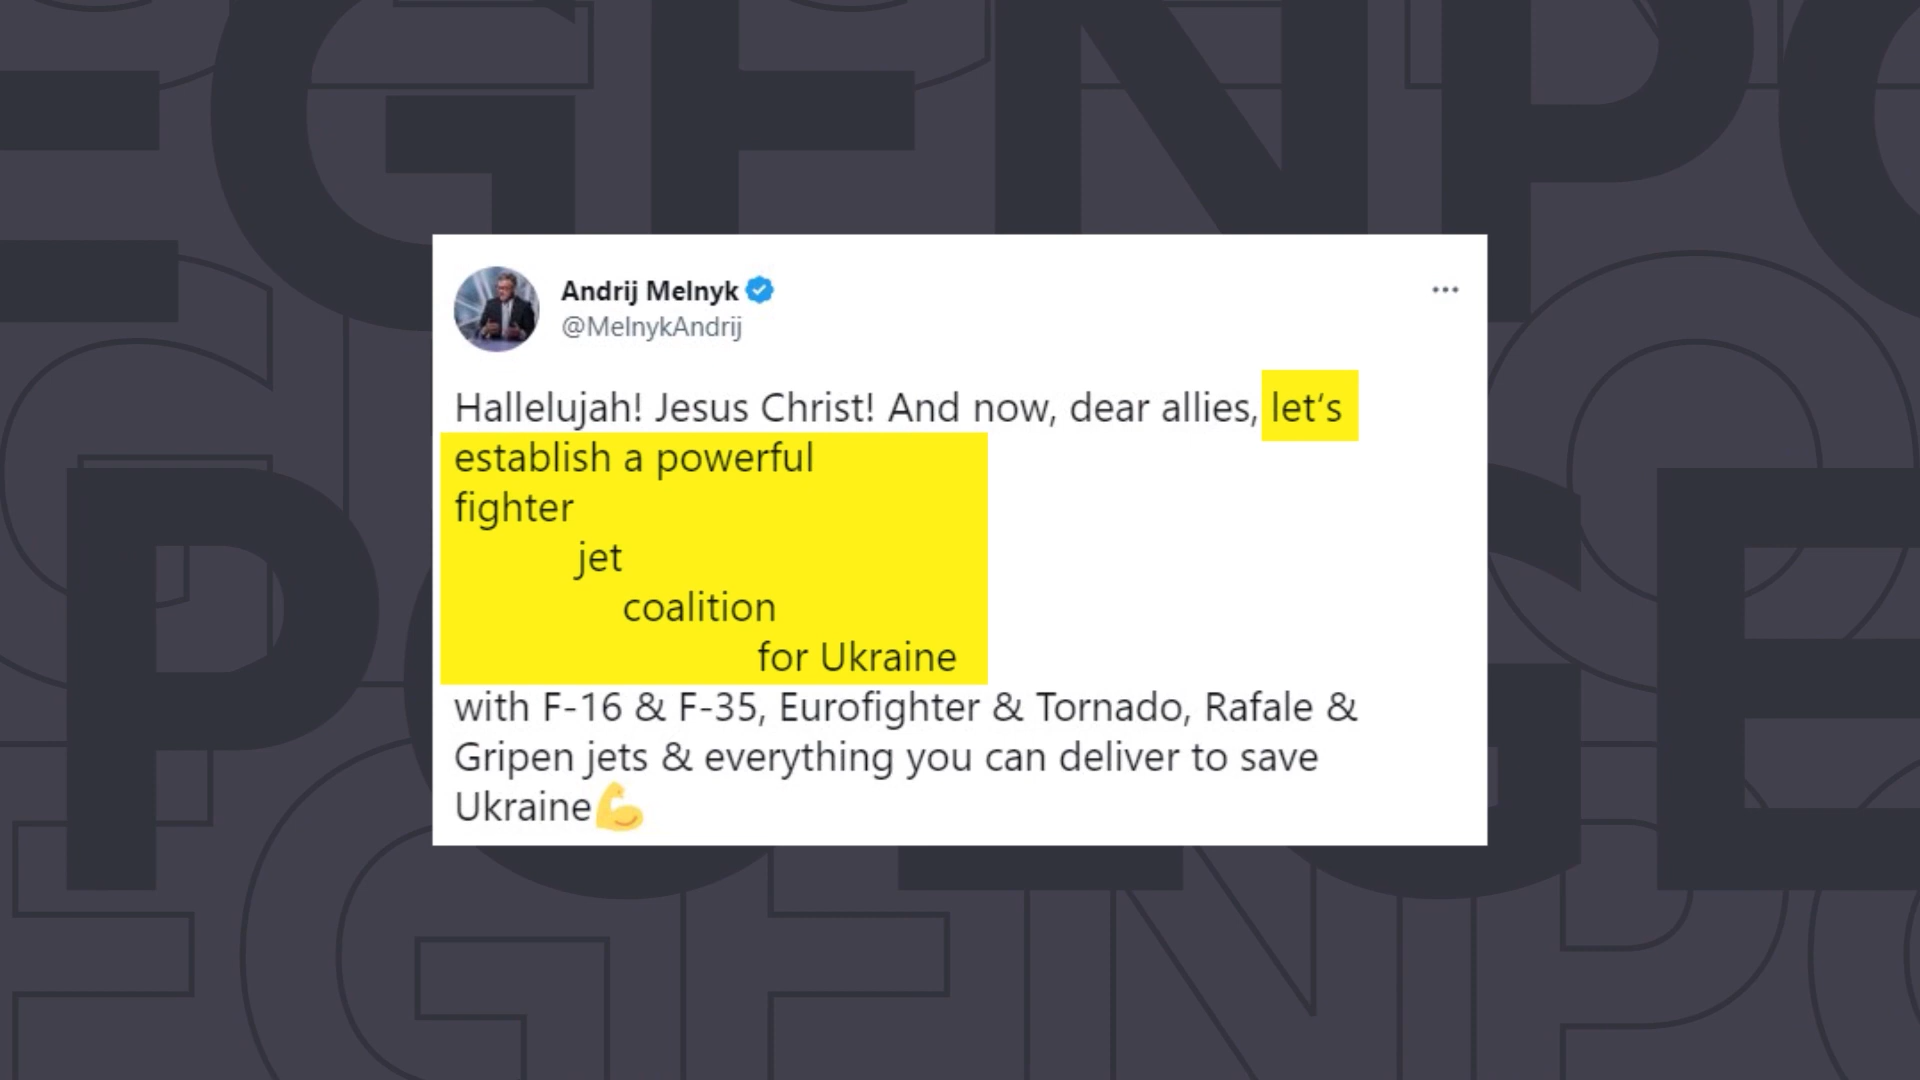 Andrij Melnyk
@MelnykAndrij
Hallelujah! Jesus Christ! And now, dear allies, let‘s
establish a powerful
fighter
jet
coalition
for Ukraine
with F-16 & F-35, Eurofighter & Tornado, Rafale &
Gripen jets & everything you can deliver to save
Ukraine💪